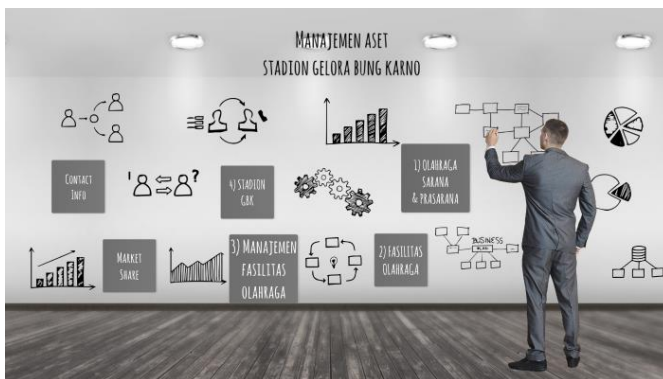 MANAJEMEN ASET
STADION GELORA BUNG KARNO
1) OLAHRAGA
SARANA
& PRASARANA
CONTACT
INFO
! ?
4) STADION
GBK
MARKET
SHARE
3) MANAJEMEN
FASILITAS
OLAHRAGA
2) FASILITAS
OLAHRAGA
BUSINESS
PLAN